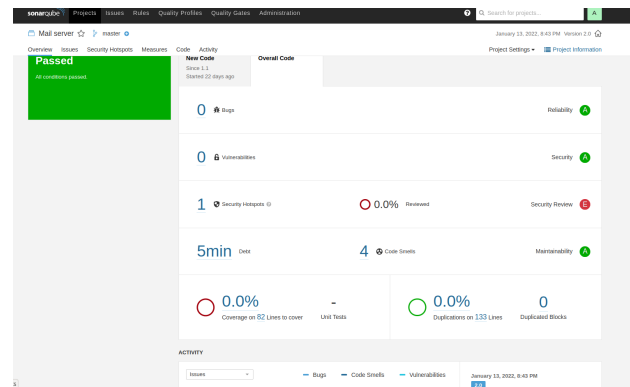 sonarqube Projects Issues Rules Quality Profiles Quality Gates Administration ? Search for projects... A
Mail server master January 13, 2022, 8:43 PM Version 2.0
Overview Issues Security Hotspots Measures Code Activity Project Settings Project Information
Passed
All conditions passed.
New Code
Since 1.1
Started 22 days ago
Overall Code
0 Bugs Reliability A
0 Vulnerabilities Security A
1 Security Hotspots ? 0.0% Reviewed Security Review E
5min Debt 4 Code Smells Maintainability A
0.0%
Coverage on 82 Lines to cover
-
Unit Tests
0.0%
Duplications on 133 Lines
0
Duplicated Blocks
ACTIVITY
Issues Bugs Code Smells Vulnerabilities
January 13, 2022, 8:43 PM
2.0
s